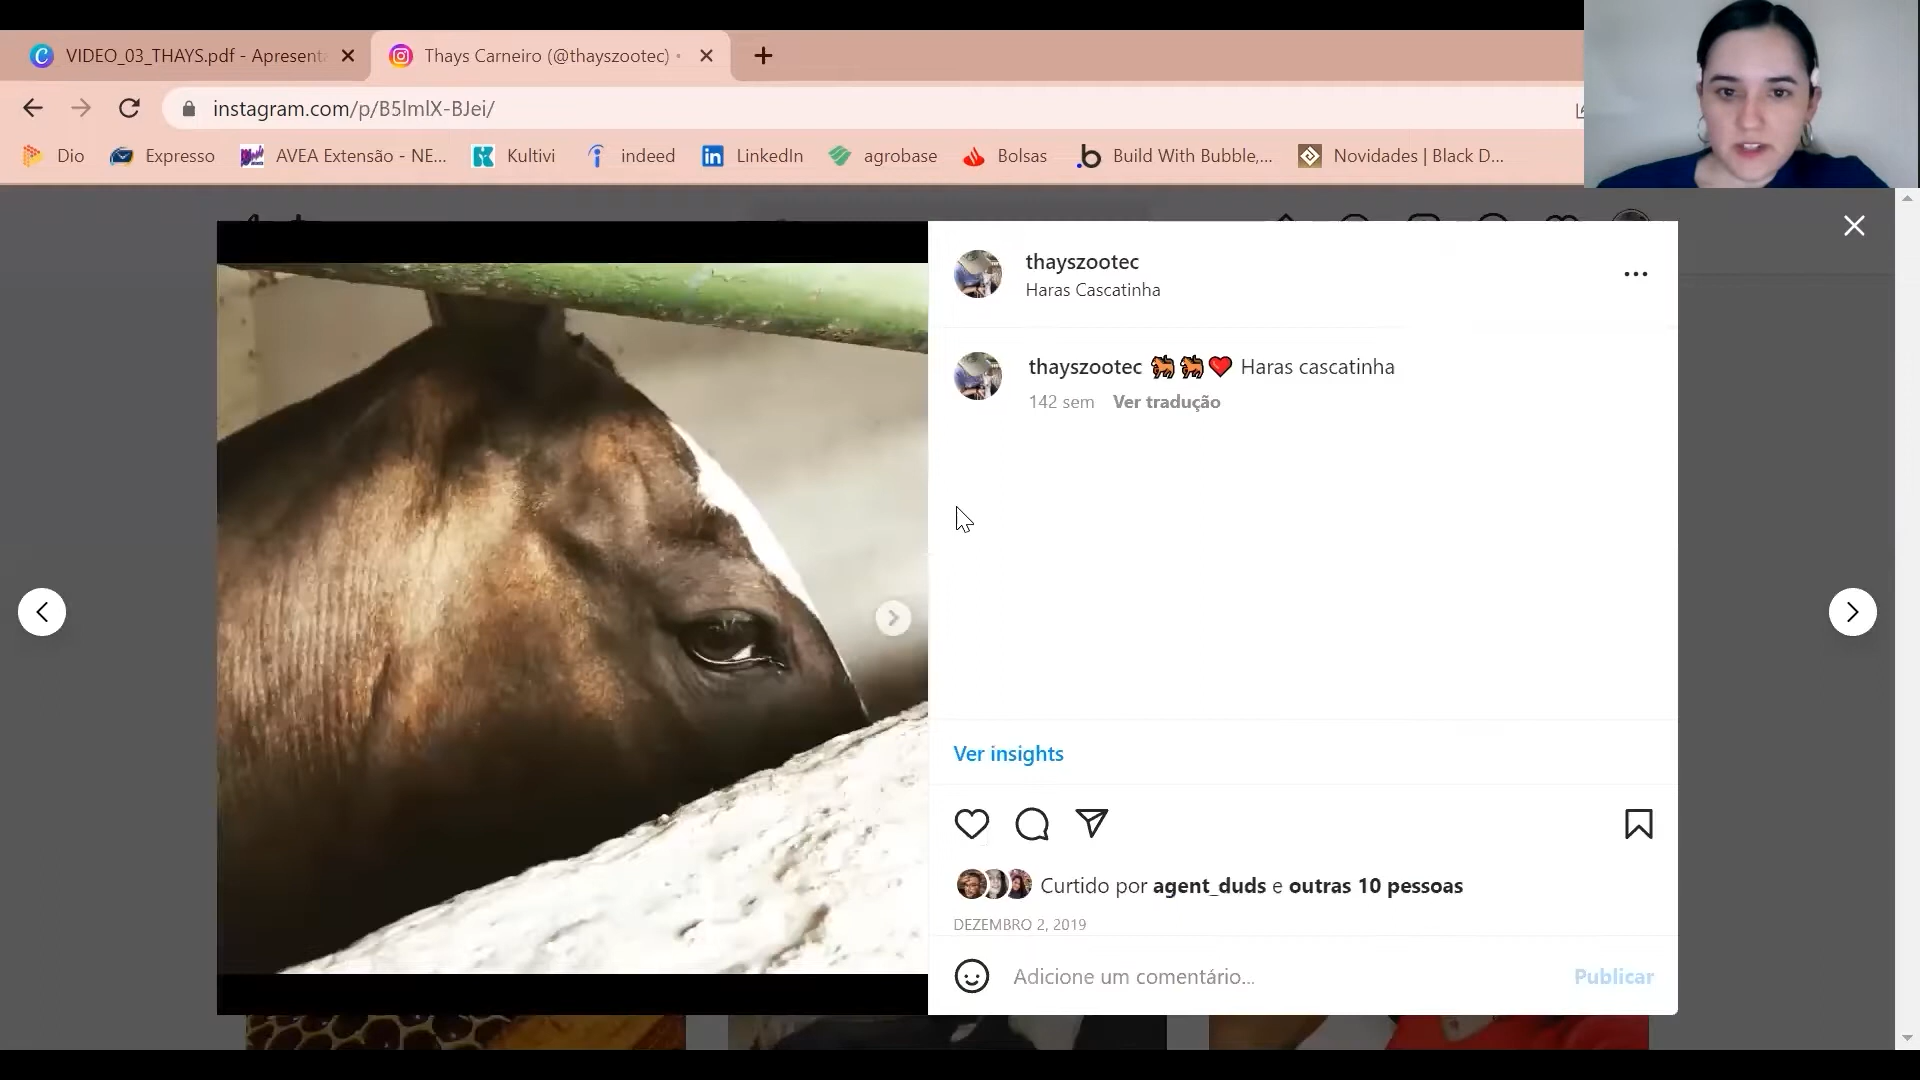 VIDEO_03_THAYS.pdf - Apresenta
Thays Carneiro (@thayszootec) •
instagram.com/p/B5lmlX-BJei/
Dio
Expresso
AVEA Extensão - NE...
Kultivi
indeed
LinkedIn
agrobase
Bolsas
Build With Bubble,...
Novidades | Black D...
thayszootec
Haras Cascatinha
thayszootec 🐎🐎❤️ Haras cascatinha
142 sem Ver tradução
Ver insights
Curtido por agent_duds e outras 10 pessoas
DEZEMBRO 2, 2019
Adicione um comentário...
Publicar